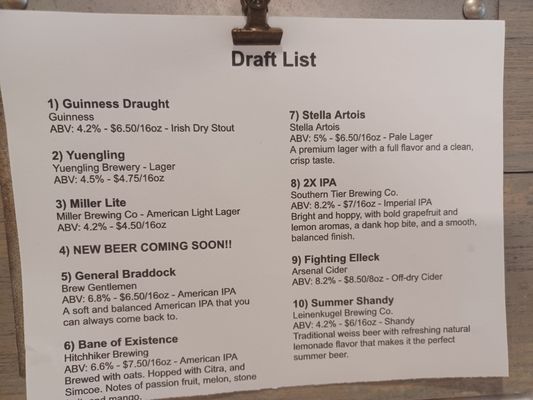 Draft List
1) Guinness Draught
Guinness
ABV: 4.2% - $6.50/16oz - Irish Dry Stout
2) Yuengling
Yuengling Brewery - Lager
ABV: 4.5% - $4.75/16oz
3) Miller Lite
Miller Brewing Co - American Light Lager
ABV: 4.2% - $4.50/16oz
4) NEW BEER COMING SOON!!
5) General Braddock
Brew Gentlemen
ABV: 6.8% - $6.50/16oz - American IPA
A soft and balanced American IPA that you
can always come back to.
6) Bane of Existence
Hitchhiker Brewing
ABV: 6.6% - $7.50/16oz - American IPA
Brewed with oats. Hopped with Citra, and
Simcoe. Notes of passion fruit, melon, stone
and mango.
7) Stella Artois
Stella Artois
ABV: 5% - $6.50/16oz - Pale Lager
A premium lager with a full flavor and a clean,
crisp taste.
8) 2X IPA
Southern Tier Brewing Co.
ABV: 8.2% - $7/16oz - Imperial IPA
Bright and hoppy, with bold grapefruit and
lemon aromas, a dank hop bite, and a smooth,
balanced finish.
9) Fighting Elleck
Arsenal Cider
ABV: 8.2% - $8.50/8oz - Off-dry Cider
10) Summer Shandy
Leinenkugel Brewing Co.
ABV: 4.2% - $6/16oz - Shandy
Traditional weiss beer with refreshing natural
lemonade flavor that makes it the perfect
summer beer.